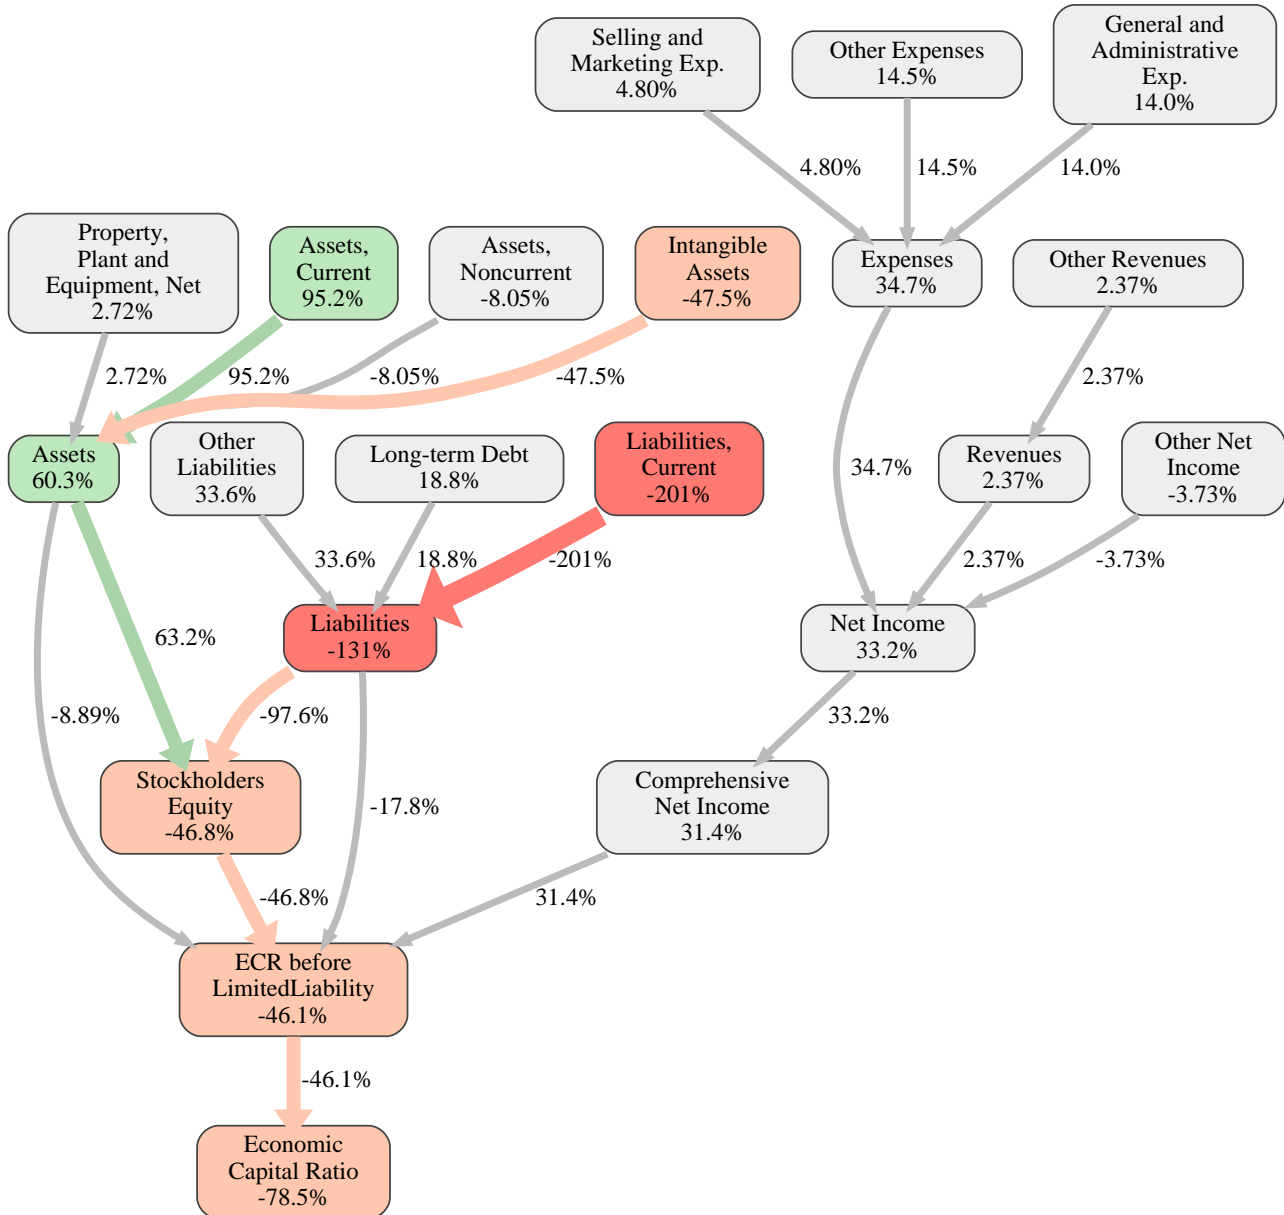 Selling and
Marketing Exp.
4.80%
Other Expenses
14.5%
General and
Administrative
Exp.
14.0%
4.80%
14.5%
14.0%
Property,
Plant and
Equipment, Net
2.72%
Assets,
Current
95.2%
Assets,
Noncurrent
-8.05%
Intangible
Assets
-47.5%
Expenses
34.7%
Other Revenues
2.37%
2.72%
95.2%
-8.05%
-47.5%
2.37%
Assets
60.3%
Other
Liabilities
33.6%
Long-term Debt
18.8%
Liabilities,
Current
-201%
34.7%
Revenues
2.37%
Other Net
Income
-3.73%
33.6%
18.8%
-201%
2.37%
-3.73%
63.2%
Liabilities
-131%
Net Income
33.2%
-8.89%
-97.6%
33.2%
Stockholders
Equity
-46.8%
-17.8%
Comprehensive
Net Income
31.4%
-46.8%
31.4%
ECR before
LimitedLiability
-46.1%
-46.1%
Economic
Capital Ratio
-78.5%